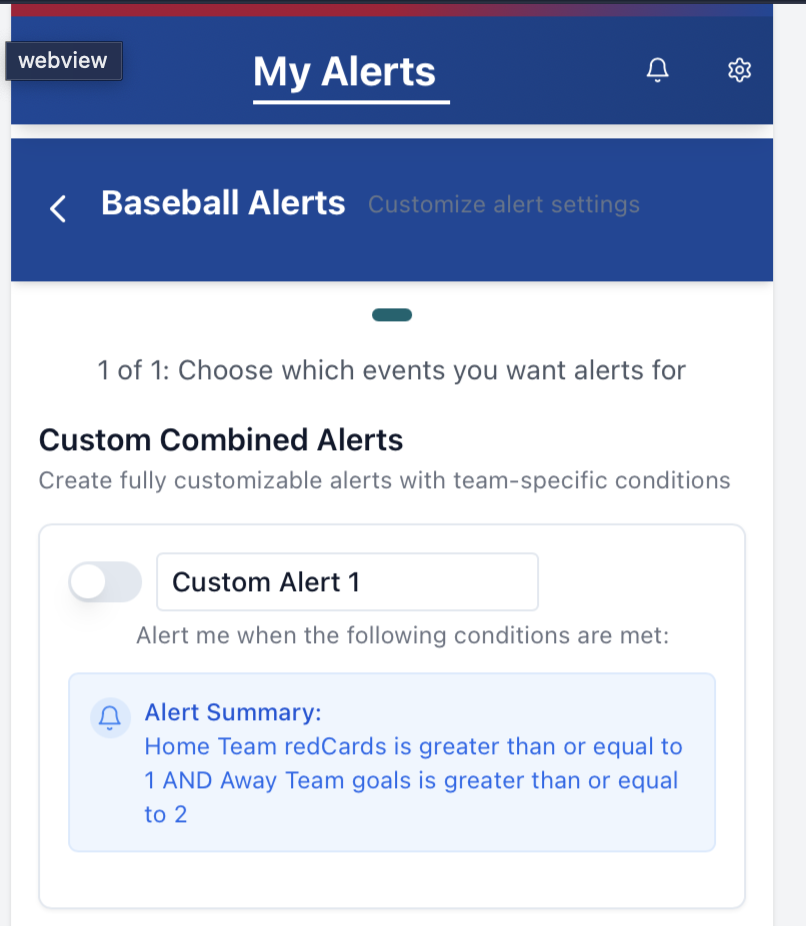 webview
My Alerts
Baseball Alerts Customize alert settings
1 of 1: Choose which events you want alerts for
Custom Combined Alerts
Create fully customizable alerts with team-specific conditions
Custom Alert 1
Alert me when the following conditions are met:
Alert Summary:
Home Team redCards is greater than or equal to
1 AND Away Team goals is greater than or equal
to 2